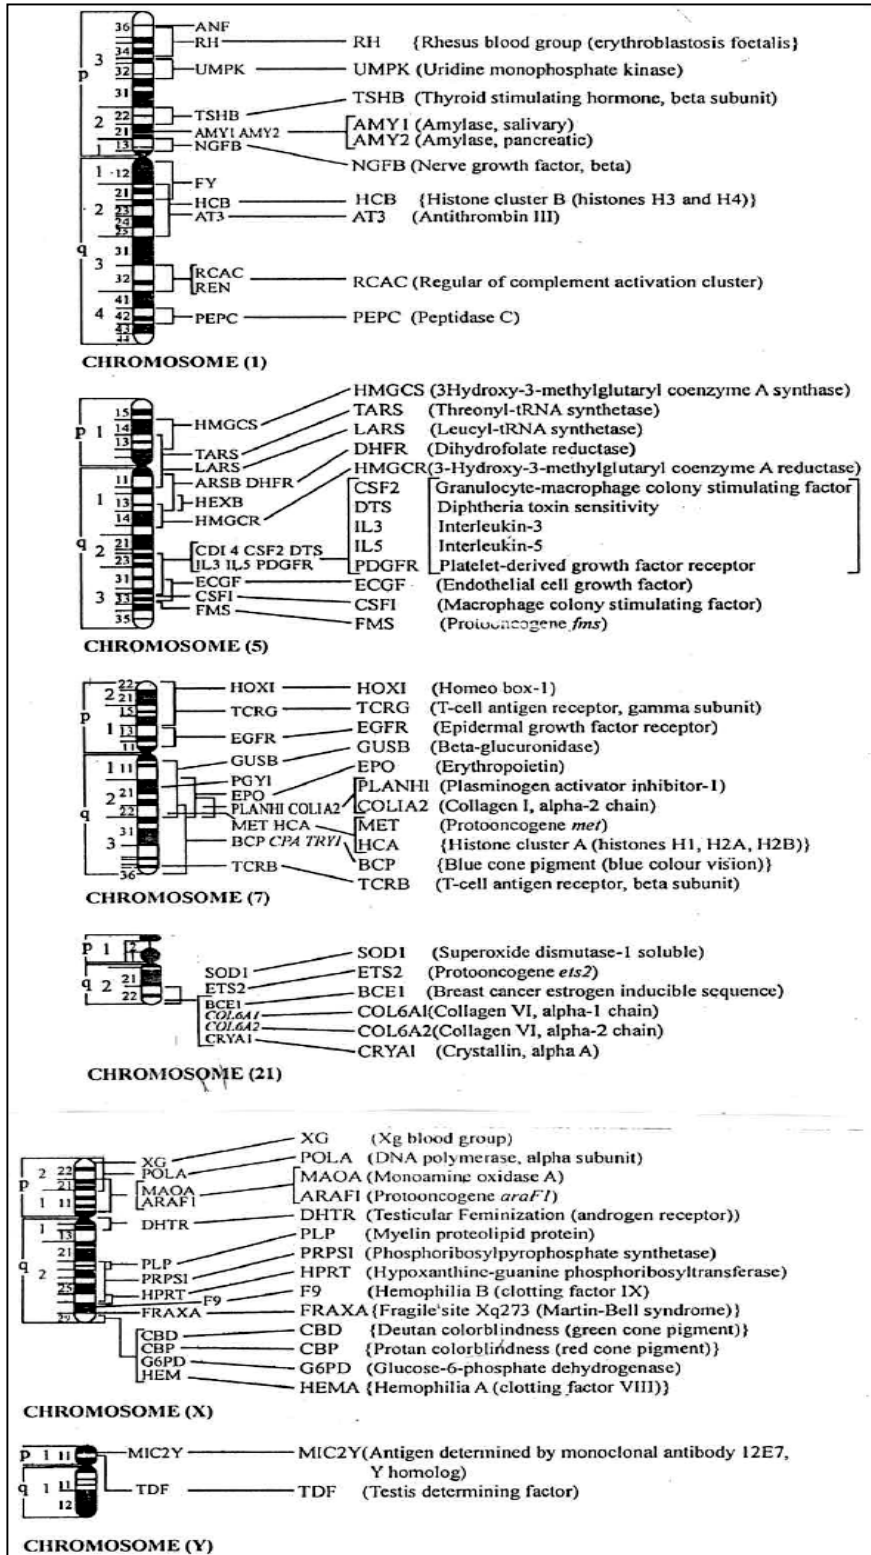 36 ANF
RH RH {Rhesus blood group (erythroblastosis foetalis}
34
3
32 UMPK UMPK (Uridine monophosphate kinase)
p
31
TSHB (Thyroid stimulating hormone, beta subunit)
22 TSHB
2
21 AMY1 AMY2 AMY1 (Amylase, salivary)
AMY2 (Amylase, pancreatic)
1 13 NGFB
NGFB (Nerve growth factor, beta)
1 12
FY
21
HCB HCB {Histone cluster B (histones H3 and H4)}
2 23
24 AT3 AT3 (Antithrombin III)
25
q 31
3
RCAC
32 REN RCAC (Regular of complement activation cluster)
41
4 42 PEPC PEPC (Peptidase C)
43
44
CHROMOSOME (1)
HMGCS (3Hydroxy-3-methylglutaryl coenzyme A synthase)
15
p 1 14 HMGCS TARS (Threonyl-tRNA synthetase)
13
LARS (Leucyl-tRNA synthetase)
TARS
DHFR (Dihydrofolate reductase)
LARS
HMGCR(3-Hydroxy-3-methylglutaryl coenzyme A reductase)
11 ARSB DHFR
CSF2 Granulocyte-macrophage colony stimulating factor
1 13 HEXB
DTS Diphtheria toxin sensitivity
14 HMGCR
IL3 Interleukin-3
q 21 IL5 Interleukin-5
2 CDI 4 CSF2 DTS
23 IL3 IL5 PDGFR PDGFR Platelet-derived growth factor receptor
31 ECGF ECGF (Endothelial cell growth factor)
3 33 CSFI CSFI (Macrophage colony stimulating factor)
35 FMS FMS (Protooncogene fms)
CHROMOSOME (5)
22 HOXI HOXI (Homeo box-1)
2 21
p 15 TCRG TCRG (T-cell antigen receptor, gamma subunit)
1 13 EGFR EGFR (Epidermal growth factor receptor)
11
GUSB GUSB (Beta-glucuronidase)
1 11
PGYI EPO (Erythropoietin)
21 EPO
2 PLANHI (Plasminogen activator inhibitor-1)
PLANHI COLIA2
22 COLIA2 (Collagen I, alpha-2 chain)
q MET HCA MET (Protooncogene met)
31
3 BCP CPA TRYI HCA {Histone cluster A (histones H1, H2A, H2B)}
BCP {Blue cone pigment (blue colour vision)}
36 TCRB TCRB (T-cell antigen receptor, beta subunit)
CHROMOSOME (7)
p 1
SOD1 (Superoxide dismutase-1 soluble)
SOD1
q 2 21 ETS2 ETS2 (Protooncogene ets2)
22 BCE1 BCE1 (Breast cancer estrogen inducible sequence)
COL6A1 COL6A1(Collagen VI, alpha-1 chain)
COL6A2 COL6A2(Collagen VI, alpha-2 chain)
CRYA1 CRYAI (Crystallin, alpha A)
CHROMOSOME (21)
XG (Xg blood group)
XG
2 22 POLA POLA (DNA polymerase, alpha subunit)
p 21 MAOA MAOA (Monoamine oxidase A)
1 11 ARAF1 ARAFI (Protooncogene araF1)
1 DHTR DHTR (Testicular Feminization (androgen receptor))
13 PLP (Myelin proteolipid protein)
21 PLP PRPSI (Phosphoribosylpyrophosphate synthetase)
q 2 PRPSI HPRT (Hypoxanthine-guanine phosphoribosyltransferase)
25 HPRT F9 F9 (Hemophilia B (clotting factor IX)
FRAXA FRAXA{Fragile site Xq273 (Martin-Bell syndrome)}
29
CBD CBD {Deutan colorblindness (green cone pigment)}
CBP CBP {Protan colorblindness (red cone pigment)}
G6PD G6PD (Glucose-6-phosphate dehydrogenase)
HEM HEMA {Hemophilia A (clotting factor VIII)}
CHROMOSOME (X)
p 1 11 MIC2Y MIC2Y(Antigen determined by monoclonal antibody 12E7,
Y homolog)
q 1 11 TDF TDF (Testis determining factor)
12
CHROMOSOME (Y)